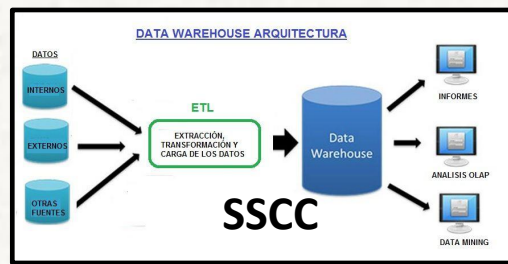 DATA WAREHOUSE ARQUITECTURA
DATOS
INTERNOS
EXTERNOS
OTRAS
FUENTES
ETL
EXTRACCIÓN,
TRANSFORMACIÓN Y
CARGA DE LOS DATOS
Data
Warehouse
SSCC
INFORMES
ANALISIS OLAP
DATA MINING